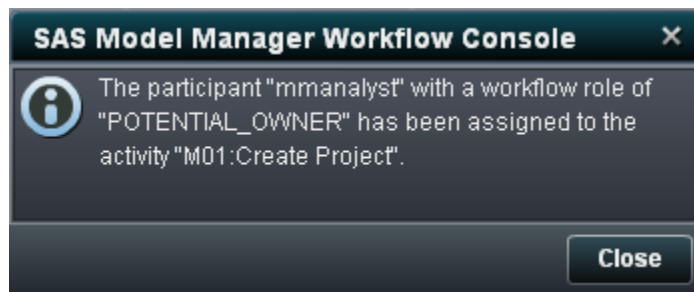 SAS Model Manager Workflow Console
The participant "mmanalyst" with a workflow role of
"POTENTIAL_OWNER" has been assigned to the
activity "M01:Create Project".
Close